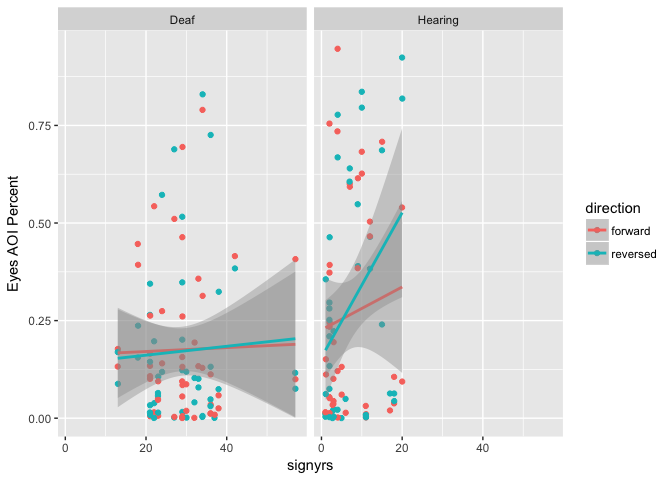 Deaf Hearing
0.75
0.50
0.25
0.00
Eyes AOI Percent
0 20 40 0 20 40
signyrs
direction
forward
reversed